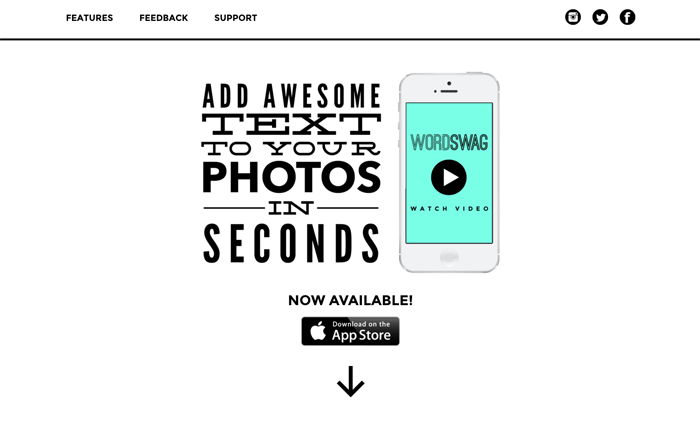 FEATURES FEEDBACK SUPPORT
ADD AWESOME
TEXT
TO YOUR
PHOTOS
IN
SECONDS
WORDSWAG
WATCH VIDEO
NOW AVAILABLE!
Download on the
App Store